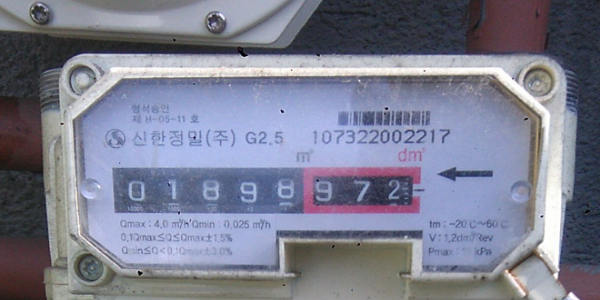 형식승인
제 H-05-11 호
신한정밀(주) G2.5 107322002217
m³ dm³
01898972
Qmax : 4,0 m³/h Qmin : 0,025 m³/h tm : -20℃~60℃
0,1Qmax≤Q≤Qmax±1.5% V : 1,2dm³/Rev
Qmin≤Q<0,1Qmax±3.0% Pmax : kPa